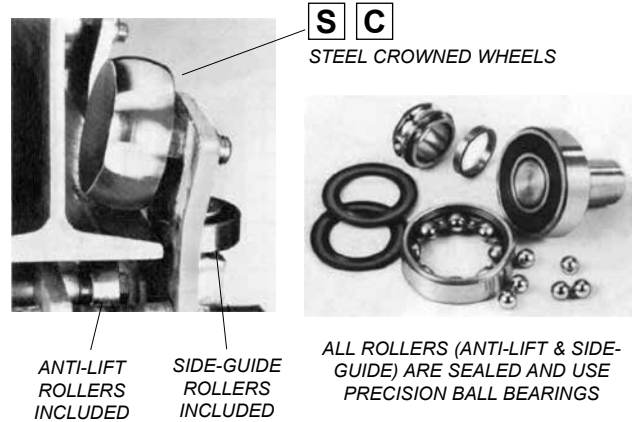 S C
STEEL CROWNED WHEELS
ANTI-LIFT
ROLLERS
INCLUDED
SIDE-GUIDE
ROLLERS
INCLUDED
ALL ROLLERS (ANTI-LIFT & SIDE-
GUIDE) ARE SEALED AND USE
PRECISION BALL BEARINGS